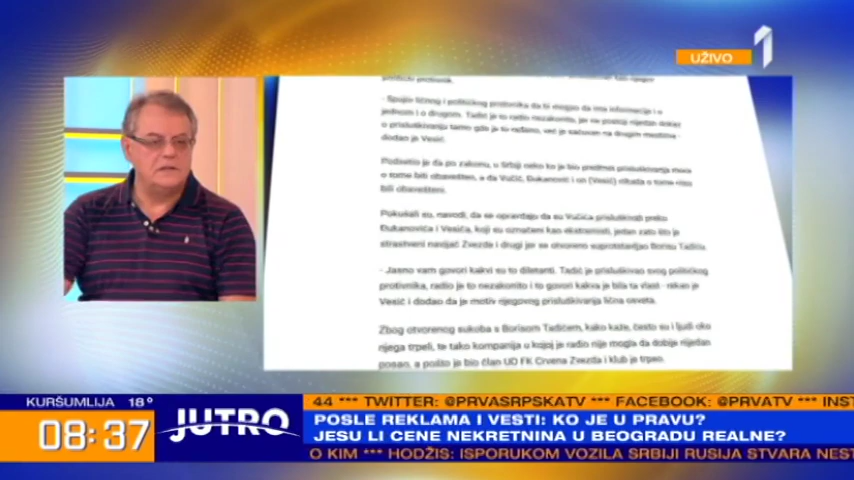 1
UŽIVO
politički protivnik.
- Spojio ličnog i političkog protivnika da bi mogao da ima informacije i o
jednom i o drugom. Tadić je to radio nezakonito, jer ne postoji nijedan dokaz
o prisluškivanju tamo gde je to rađeno, već je sačuvan na drugim mestima -
dodao je Vesić.
Podsetio je da po zakonu, u Srbiji neko ko je bio predmet prisluškivanja mora
o tome biti obavešten, a da Vučić, Đukanović i on (Vesić) nikada o tome nisu
bili obavešteni.
Pokušali su, navodi, da se opravdaju da su Vučića prisluškivali preko
Đukanovića i Vesića, koji su označeni kao ekstremisti, jedan zato što je
strastveni navijač Zvezde i drugi jer se otvoreno suprotstavljao Borisu Tadiću.
- Jasno vam govori kakvi su to diletanti. Tadić je prisluškivao svog političkog
protivnika, radio je to nezakonito i to govori kakva je bila ta vlast - rekao je
Vesić i dodao da je motiv njegovog prisluškivanja lična osveta.
Zbog otvorenog sukoba s Borisom Tadićem, kako kaže, često su i ljudi oko
njega trpeli, te tako kompanija u kojoj je radio nije mogla da dobije nijedan
posao, a pošto je bio član UO FK Crvena Zvezda i klub je trpeo.
KURŠUMLIJA 18°
44 *** TWITTER: @PRVASRPSKATV *** FACEBOOK: @PRVATV *** INST
08:37
JUTRO
POSLE REKLAMA I VESTI: KO JE U PRAVU?
JESU LI CENE NEKRETNINA U BEOGRADU REALNE?
O KIM *** HODŽIS: ISPORUKOM VOZILA SRBIJI RUSIJA STVARA NEST